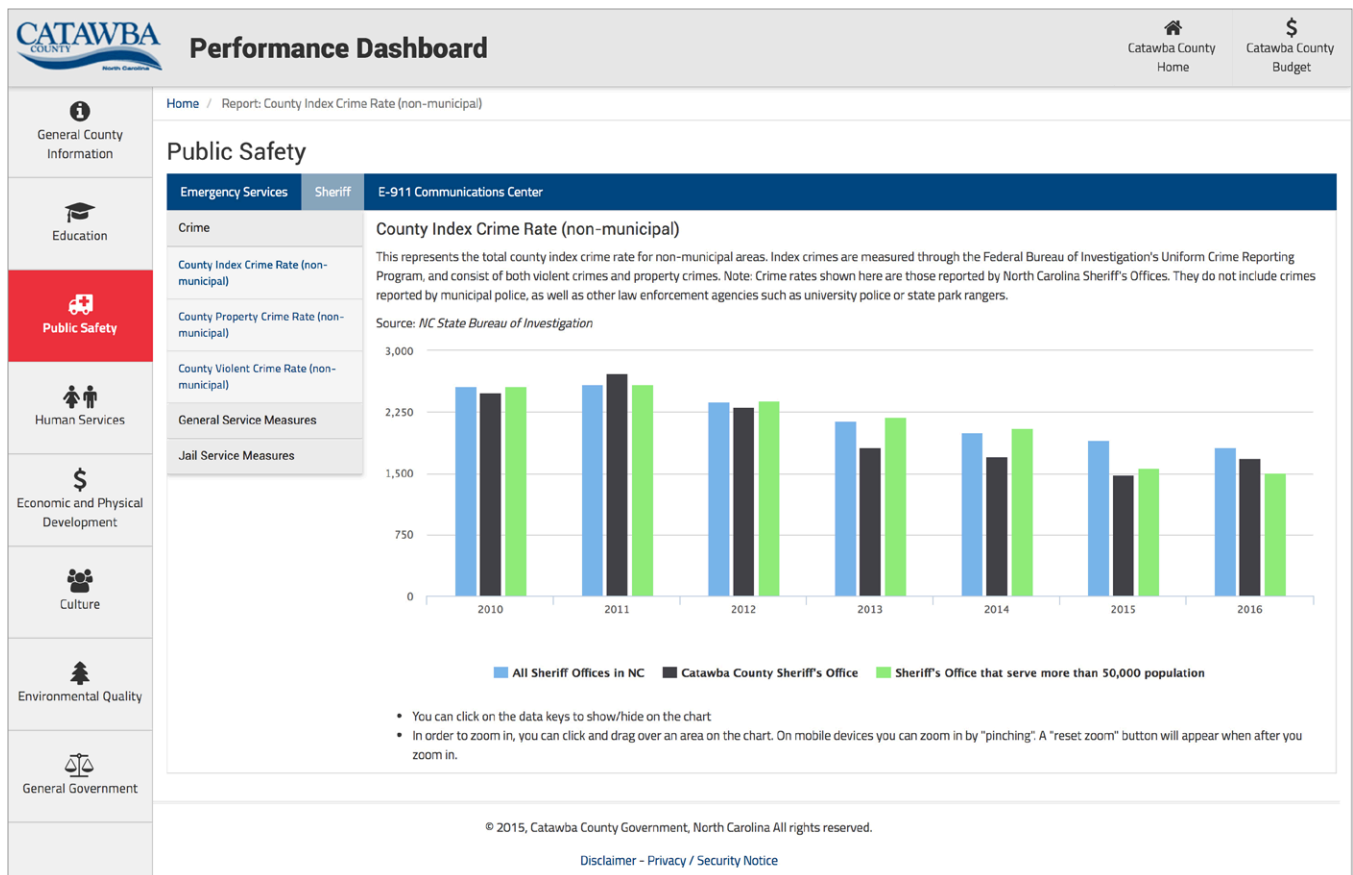 CATAWBA
COUNTY
North Carolina
Performance Dashboard
Catawba County
Home
Catawba County
Budget
General County
Information
Education
Public Safety
Human Services
Economic and Physical
Development
Culture
Environmental Quality
General Government
Home / Report: County Index Crime Rate (non-municipal)
Public Safety
Emergency Services Sheriff E-911 Communications Center
Crime
County Index Crime Rate (non-
municipal)
County Property Crime Rate (non-
municipal)
County Violent Crime Rate (non-
municipal)
General Service Measures
Jail Service Measures
County Index Crime Rate (non-municipal)
This represents the total county index crime rate for non-municipal areas. Index crimes are measured through the Federal Bureau of Investigation's Uniform Crime Reporting
Program, and consist of both violent crimes and property crimes. Note: Crime rates shown here are those reported by North Carolina Sheriff's Offices. They do not include crimes
reported by municipal police, as well as other law enforcement agencies such as university police or state park rangers.
Source: NC State Bureau of Investigation
3,000
2,250
1,500
750
0
2010 2011 2012 2013 2014 2015 2016
All Sheriff Offices in NC Catawba County Sheriff's Office Sheriff's Office that serve more than 50,000 population
• You can click on the data keys to show/hide on the chart
• In order to zoom in, you can click and drag over an area on the chart. On mobile devices you can zoom in by "pinching". A "reset zoom" button will appear when after you
zoom in.
© 2015, Catawba County Government, North Carolina All rights reserved.
Disclaimer - Privacy / Security Notice